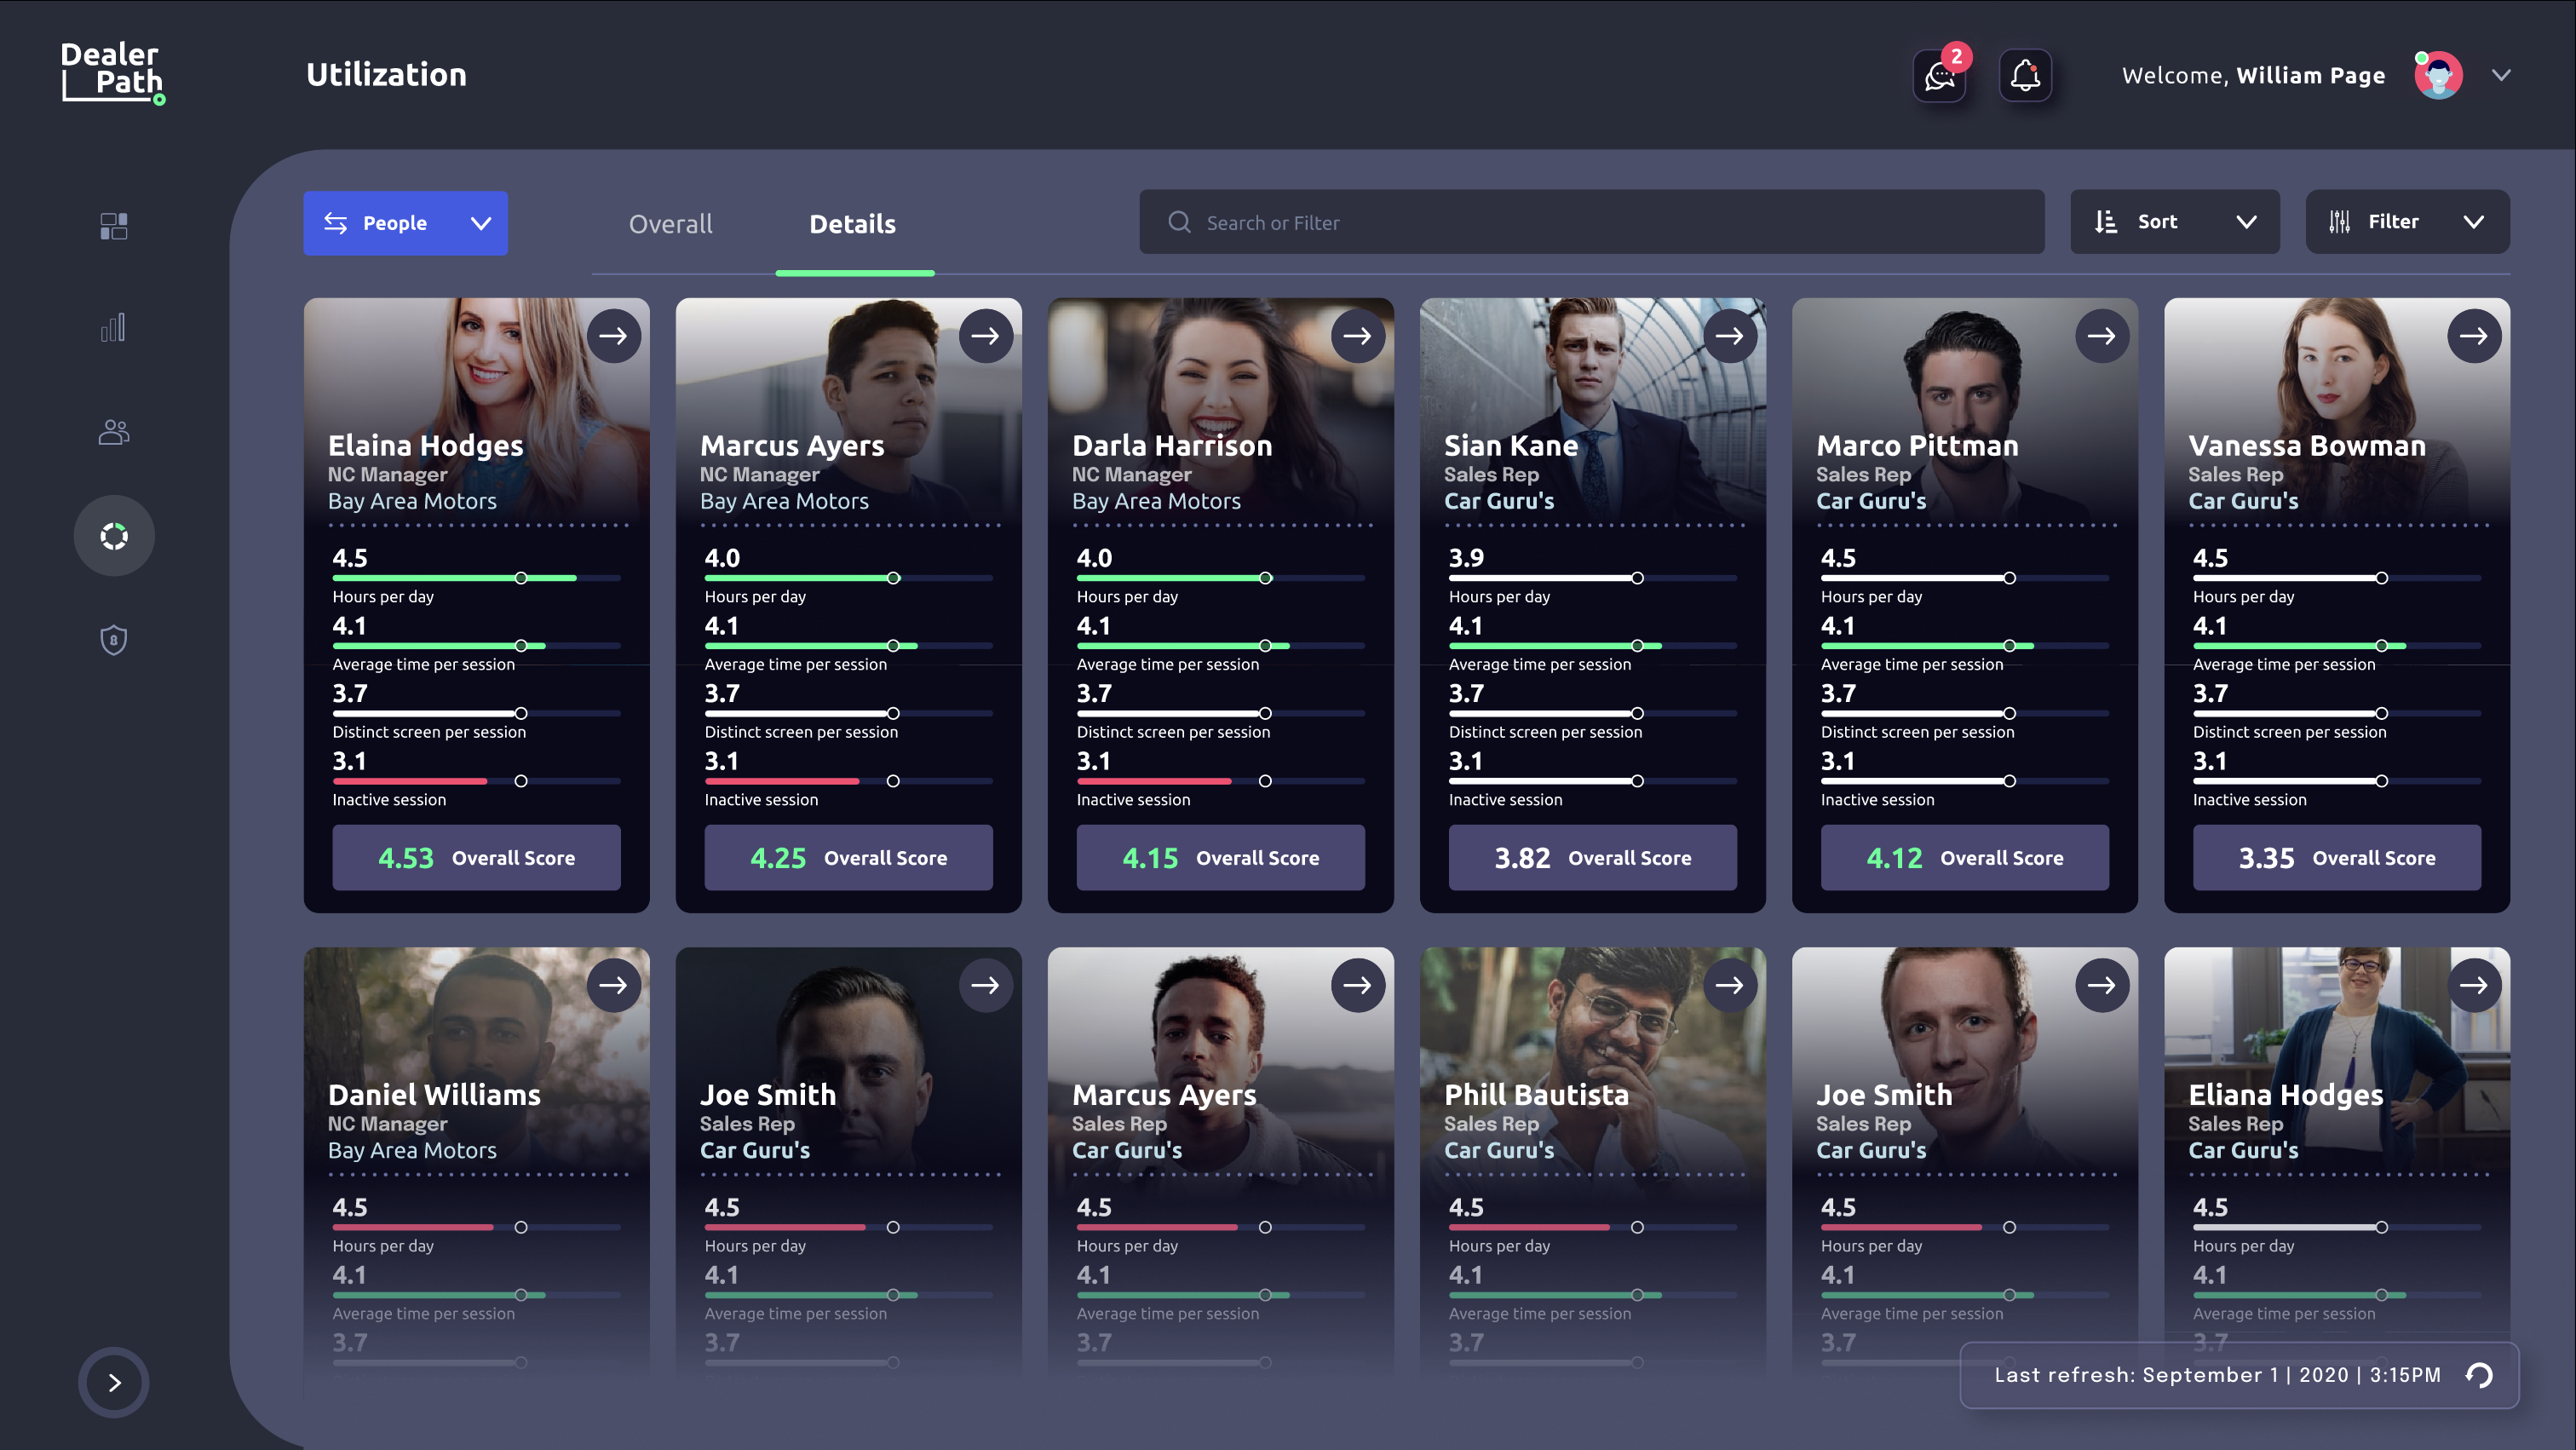 Dealer
Path
Utilization
2
Welcome, William Page
People
Overall
Details
Search or Filter
Sort
Filter
8
Elaina Hodges
NC Manager
Bay Area Motors
4.5
Hours per day
4.1
Average time per session
3.7
Distinct screen per session
3.1
Inactive session
4.53 Overall Score
Marcus Ayers
NC Manager
Bay Area Motors
4.0
Hours per day
4.1
Average time per session
3.7
Distinct screen per session
3.1
Inactive session
4.25 Overall Score
Darla Harrison
NC Manager
Bay Area Motors
4.0
Hours per day
4.1
Average time per session
3.7
Distinct screen per session
3.1
Inactive session
4.15 Overall Score
Sian Kane
Sales Rep
Car Guru's
3.9
Hours per day
4.1
Average time per session
3.7
Distinct screen per session
3.1
Inactive session
3.82 Overall Score
Marco Pittman
Sales Rep
Car Guru's
4.5
Hours per day
4.1
Average time per session
3.7
Distinct screen per session
3.1
Inactive session
4.12 Overall Score
Vanessa Bowman
Sales Rep
Car Guru's
4.5
Hours per day
4.1
Average time per session
3.7
Distinct screen per session
3.1
Inactive session
3.35 Overall Score
Daniel Williams
NC Manager
Bay Area Motors
4.5
Hours per day
4.1
Average time per session
3.7
Joe Smith
Sales Rep
Car Guru's
4.5
Hours per day
4.1
Average time per session
3.7
Marcus Ayers
Sales Rep
Car Guru's
4.5
Hours per day
4.1
Average time per session
3.7
Phill Bautista
Sales Rep
Car Guru's
4.5
Hours per day
4.1
Average time per session
3.7
Joe Smith
Sales Rep
Car Guru's
4.5
Hours per day
4.1
Average time per session
3.7
Eliana Hodges
Sales Rep
Car Guru's
4.5
Hours per day
4.1
Average time per session
3.7
Last refresh: September 1 | 2020 | 3:15PM